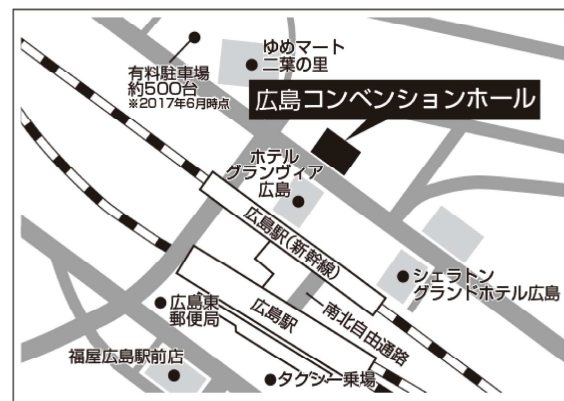 有料駐車場
約500台
※2017年6月時点
ゆめマート
二葉の里
広島コンベンションホール
ホテル
グランヴィア
広島
広島駅(新幹線)
シェラトン
グランドホテル広島
広島駅
南北自由通路
広島東
郵便局
福屋広島駅前店
タクシー乗場